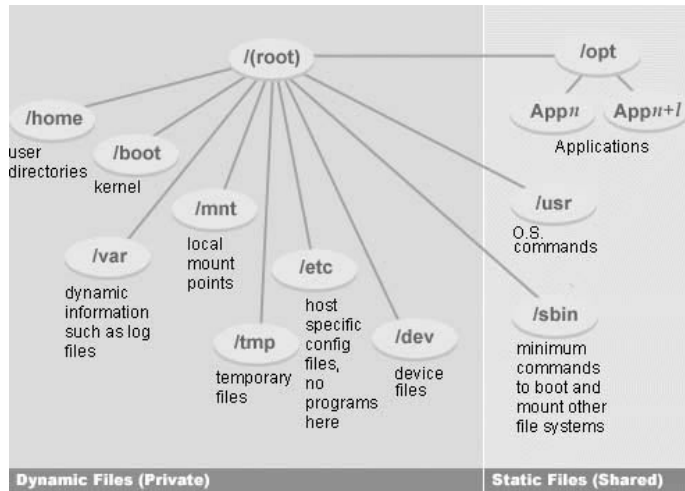 /(root)
/opt
/home
user
directories
/boot
kernel
Appn
Appn+1
Applications
/mnt
local
mount
points
/usr
O.S.
commands
/var
dynamic
information
such as log
files
/etc
host
specific
config
files,
no
programs
here
/tmp
temporary
files
/dev
device
files
/sbin
minimum
commands
to boot and
mount other
file systems
Dynamic Files (Private)
Static Files (Shared)